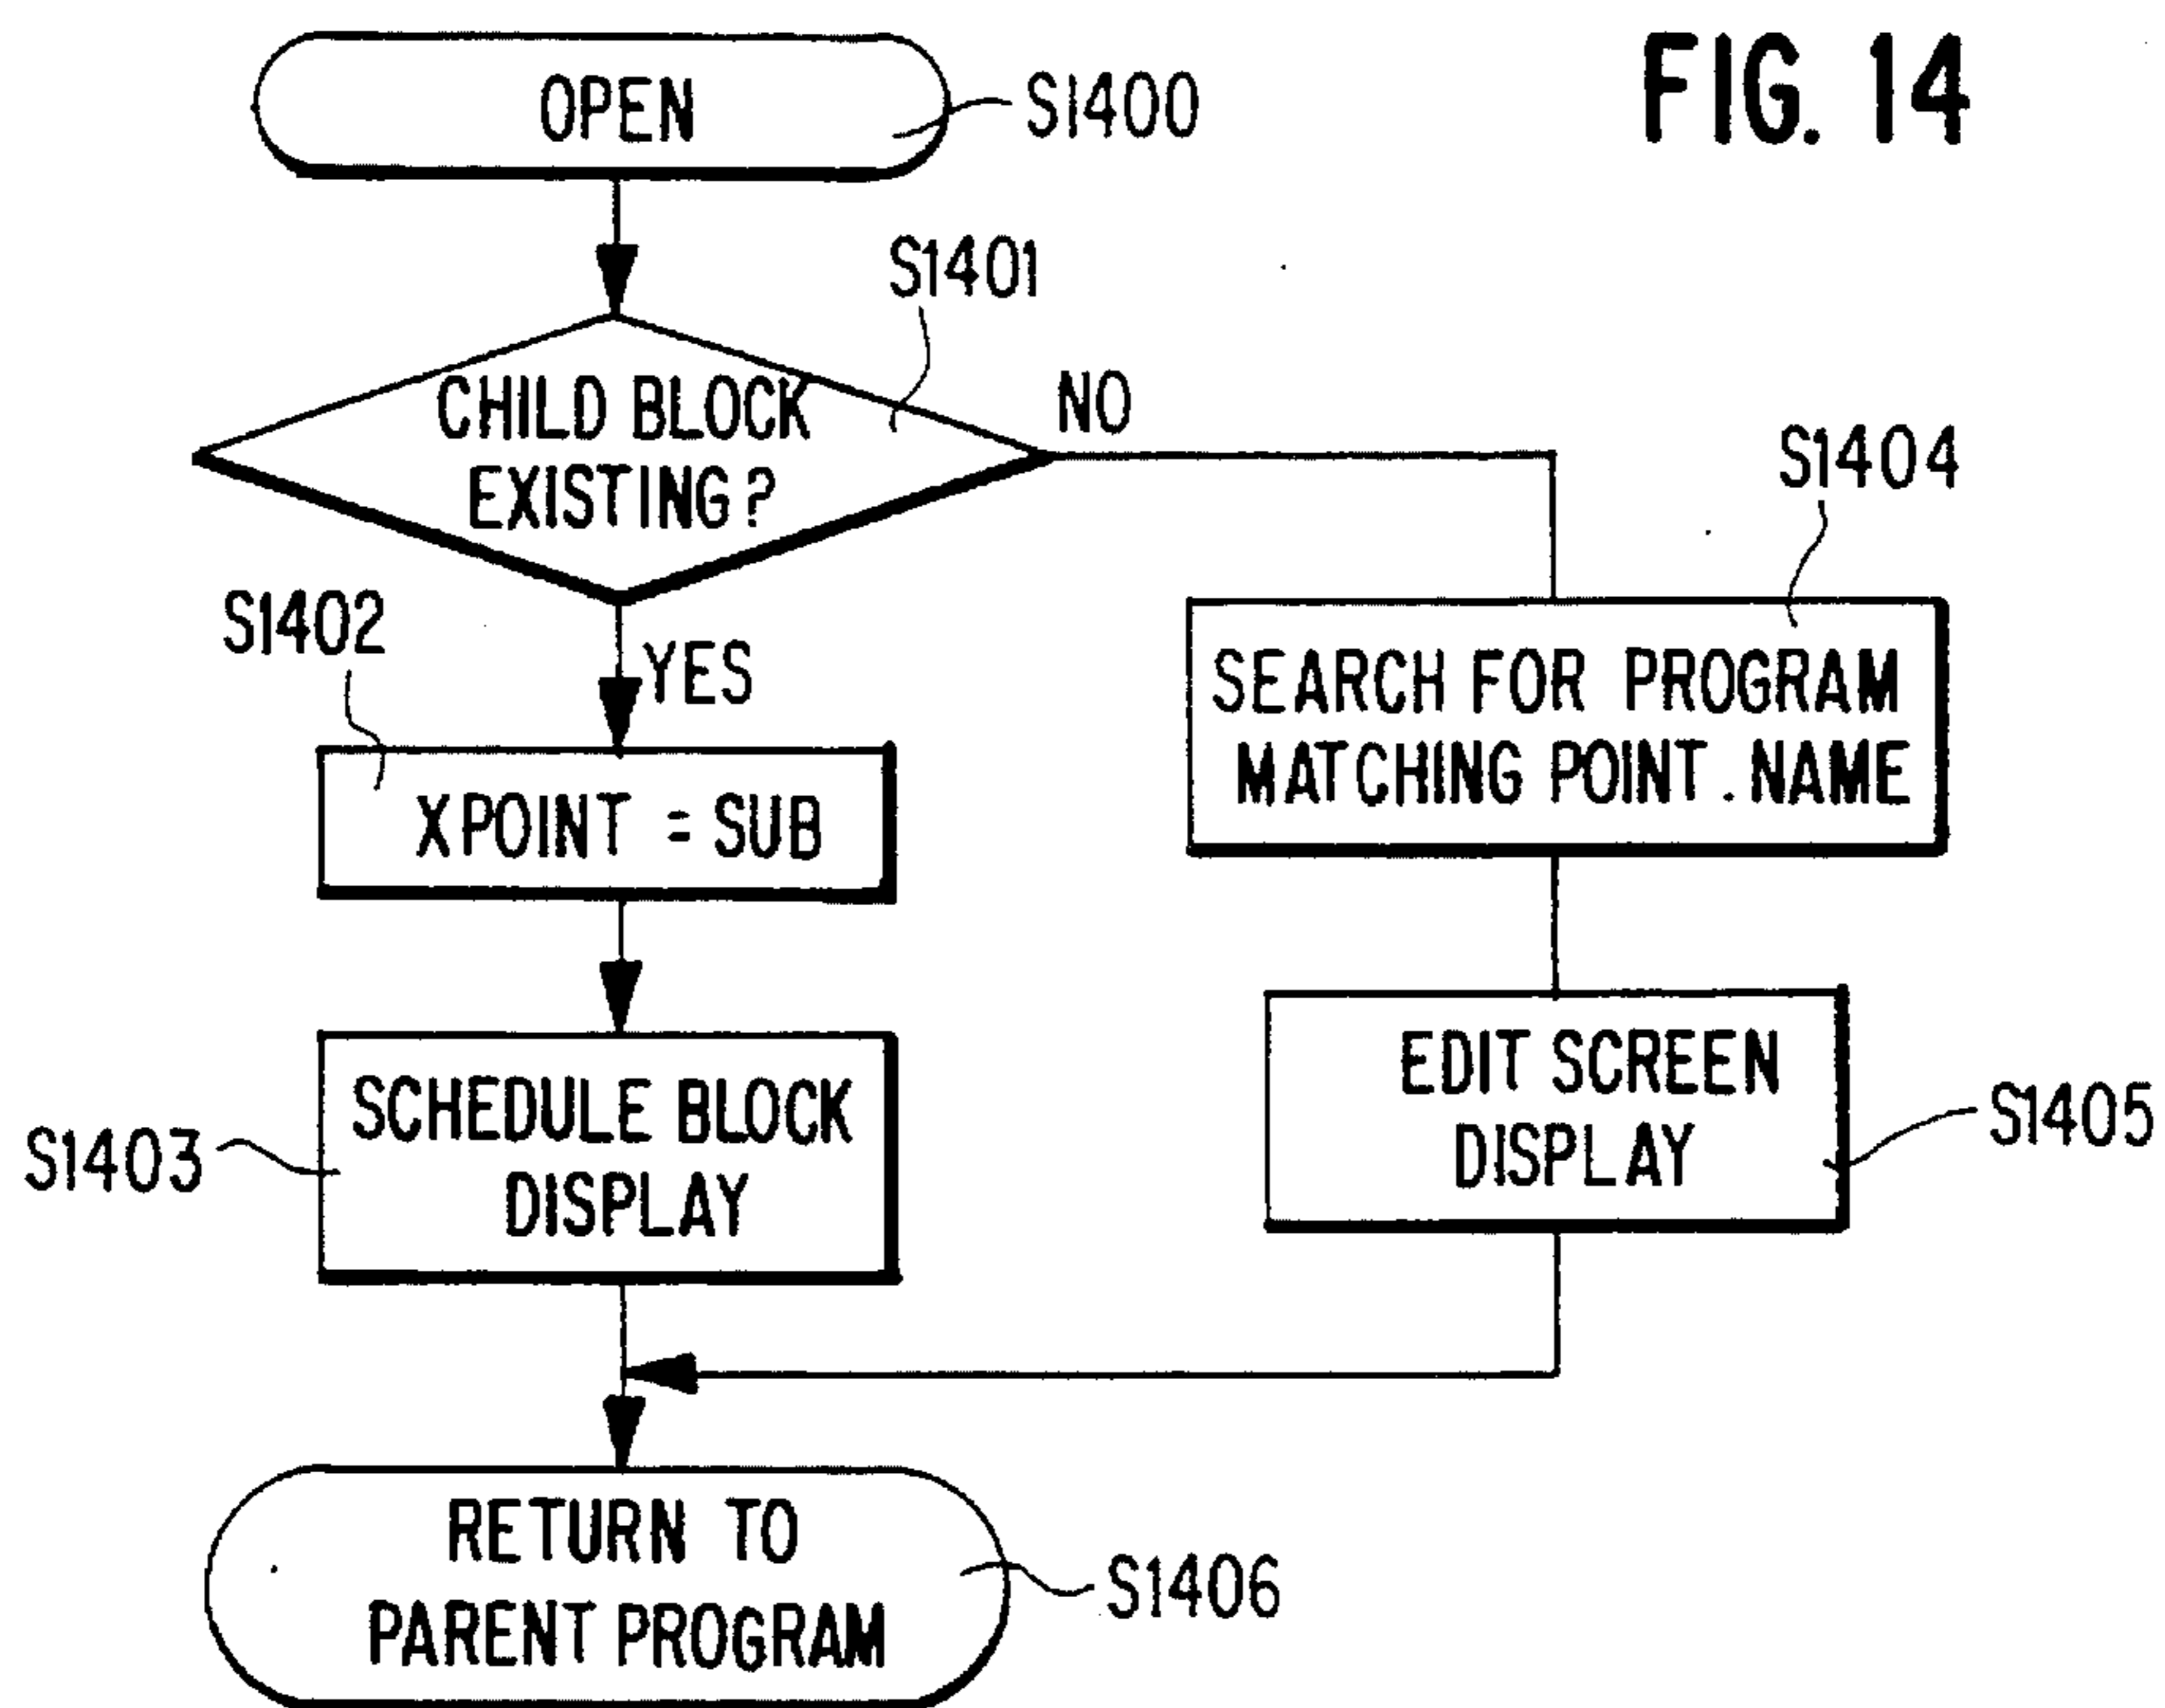 FIG. 14
OPEN
S1400
S1401
CHILD BLOCK
EXISTING?
NO
S1404
S1402
YES
SEARCH FOR PROGRAM
MATCHING POINT . NAME
XPOINT = SUB
EDIT SCREEN
DISPLAY
S1405
SCHEDULE BLOCK
DISPLAY
S1403
RETURN TO
PARENT PROGRAM
S1406